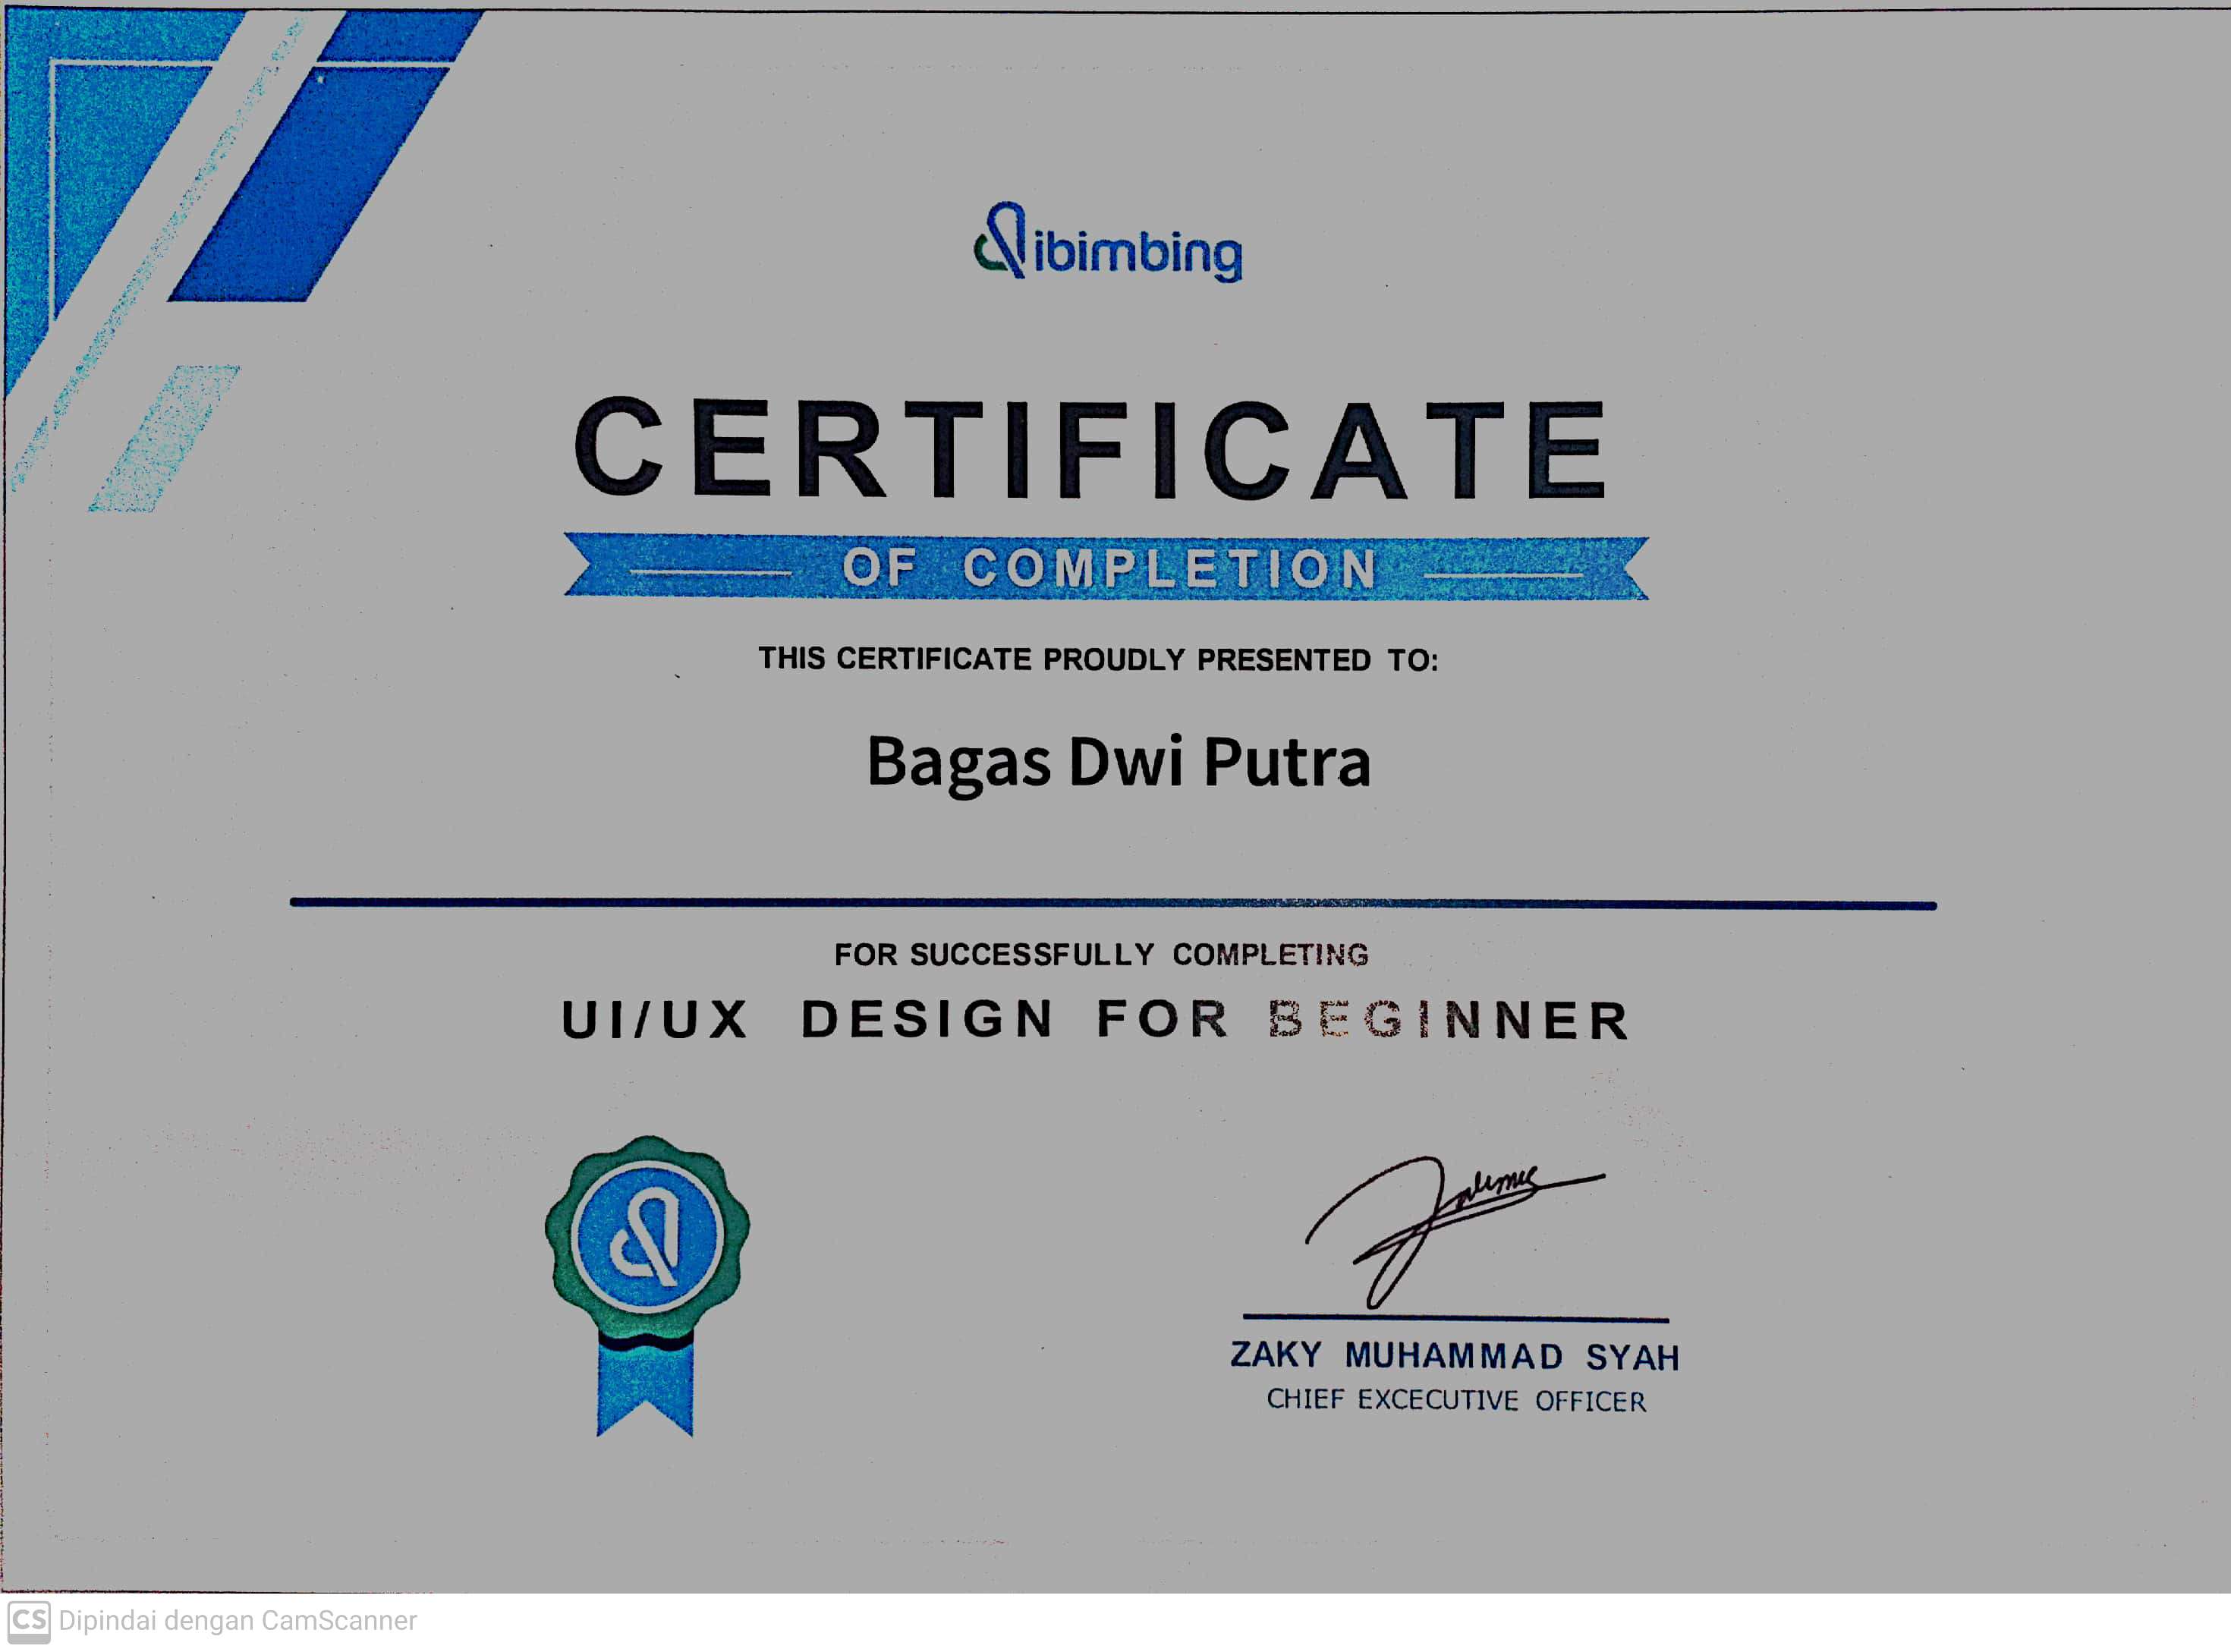 dibimbing
CERTIFICATE
OF COMPLETION
THIS CERTIFICATE PROUDLY PRESENTED TO:
Bagas Dwi Putra
FOR SUCCESSFULLY COMPLETING
UI/UX DESIGN FOR BEGINNER
ZAKY MUHAMMAD SYAH
CHIEF EXCECUTIVE OFFICER
CS Dipindai dengan CamScanner